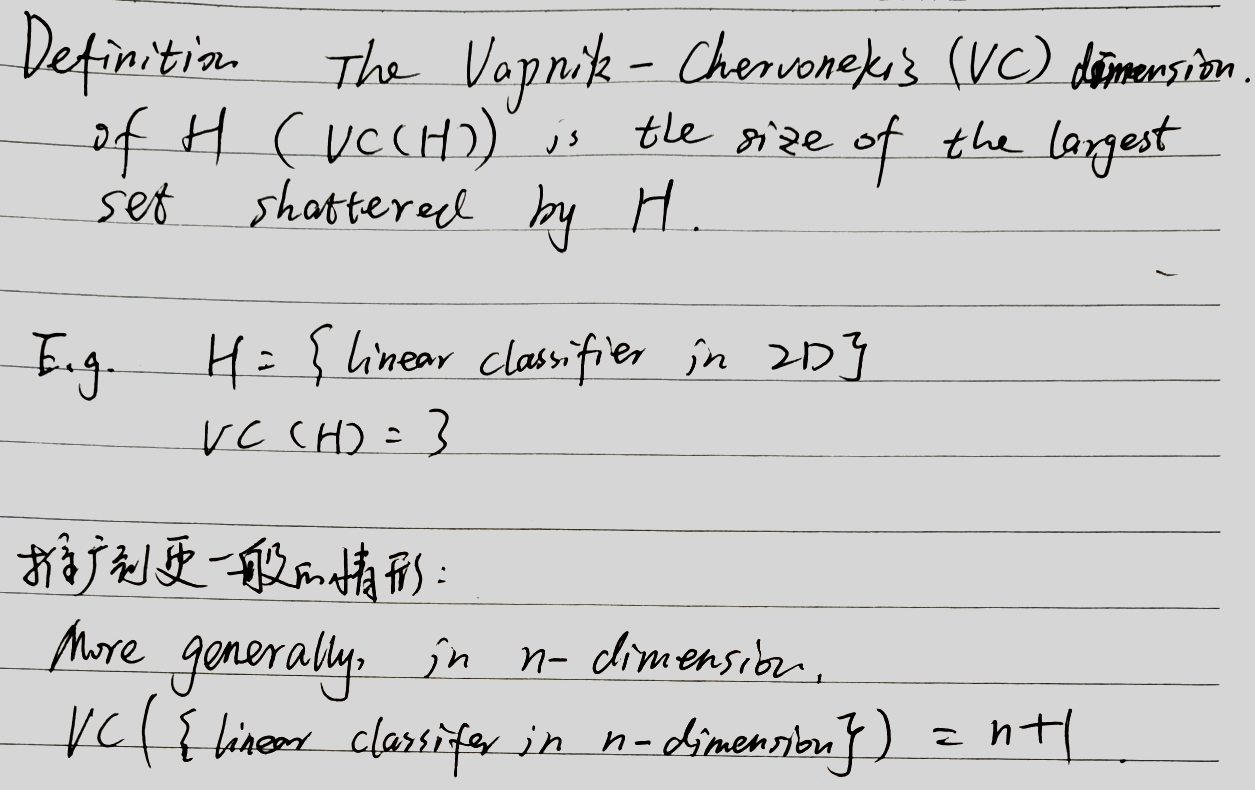 Definition The Vapnik - Chervonekis (VC) dimension.
of H (VC(H)) is the size of the largest
set shattered by H.
E.g. H = { linear classifier in 2D}
VC (H) = 3
推广到更一般的情形:
More generally, in n- dimension,
VC ( { linear classifer in n-dimension} ) = n+1.